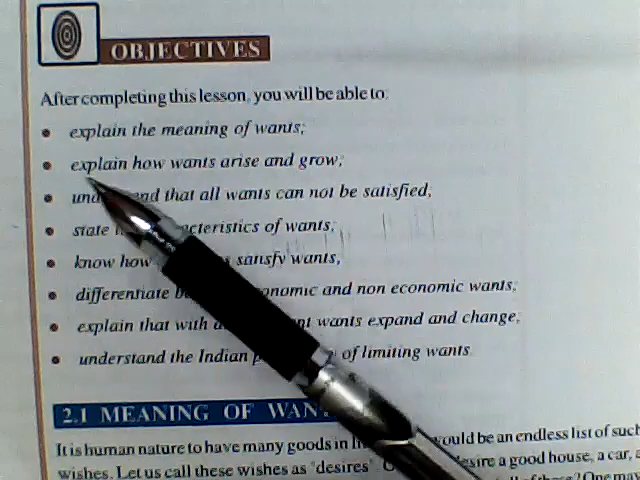 OBJECTIVES
After completing this lesson, you will be able to:
explain the meaning of wants;
explain how wants arise and grow;
that all wants can not be satisfied;
state of wants;
know how satisfy wants,
differentiate and non economic wants;
explain that with wants expand and change;
understand the Indian of limiting wants
2.1 MEANING OF
It is human nature to have many goods in would be an endless list of such
wishes. Let us call these wishes as "desires" desire a good house, a car, a
One may